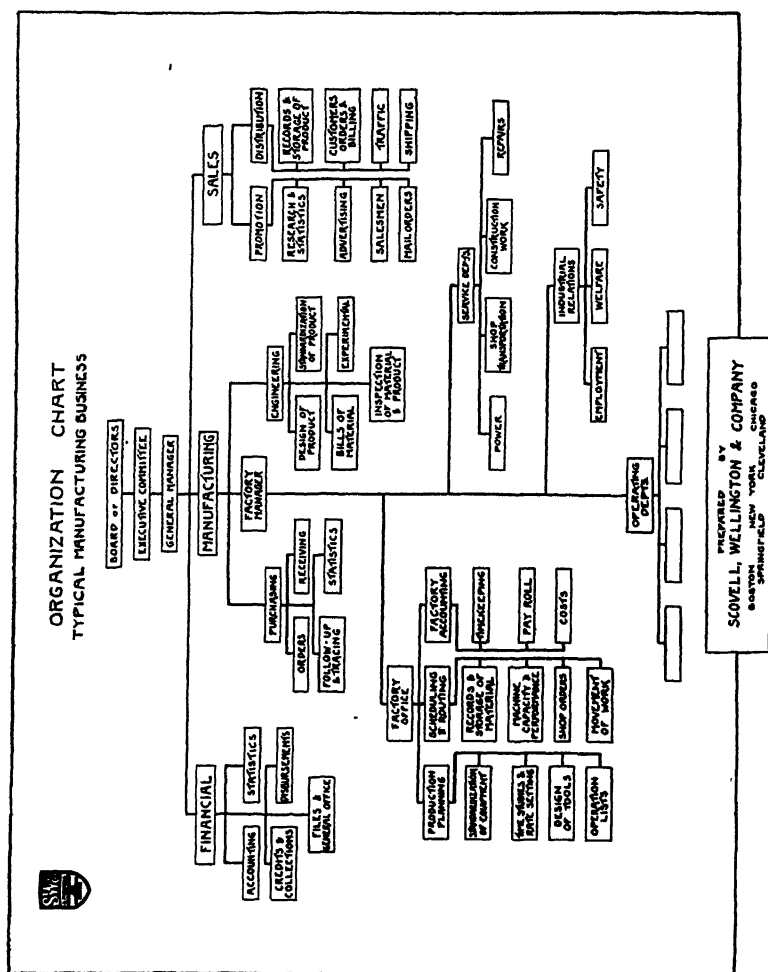 ORGANIZATION CHART
TYPICAL MANUFACTURING BUSINESS
BOARD OF DIRECTORS
EXECUTIVE COMMITTEE
GENERAL MANAGER
FINANCIAL
ACCOUNTING
STATISTICS
CREDITS &
COLLECTIONS
DISBURSEMENTS
FILES &
GENERAL OFFICE
MANUFACTURING
FACTORY
MANAGER
PURCHASING
ORDERS
RECEIVING
FOLLOW-UP
& TRACING
STATISTICS
ENGINEERING
DESIGN OF
PRODUCT
STANDARDIZATION
OF PRODUCT
BILLS OF
MATERIAL
EXPERIMENTAL
INSPECTION
OF MATERIAL
& PRODUCT
SALES
PROMOTION
RESEARCH &
STATISTICS
ADVERTISING
SALESMEN
MAIL ORDERS
DISTRIBUTION
RECORDS &
STORAGE OF
PRODUCT
CUSTOMERS
ORDERS &
BILLING
TRAFFIC
SHIPPING
FACTORY
OFFICE
PRODUCTION
PLANNING
STANDARDIZATION
OF EQUIPMENT
TIME STUDIES &
RATE SETTING
DESIGN
OF TOOLS
OPERATION
LISTS
SCHEDULING
& ROUTING
RECORDS &
STORAGE OF
MATERIAL
MACHINE
CAPACITY &
PERFORMANCE
SHOP ORDERS
MOVEMENT
OF WORK
FACTORY
ACCOUNTING
TIMEKEEPING
PAY ROLL
COSTS
SERVICE DEPTS.
POWER
SHOP
TRANSPORTATION
CONSTRUCTION
WORK
REPAIRS
INDUSTRIAL
RELATIONS
EMPLOYMENT
WELFARE
SAFETY
OPERATING
DEPTS
PREPARED BY
SCOVELL, WELLINGTON & COMPANY
BOSTON NEW YORK CHICAGO
SPRINGFIELD CLEVELAND